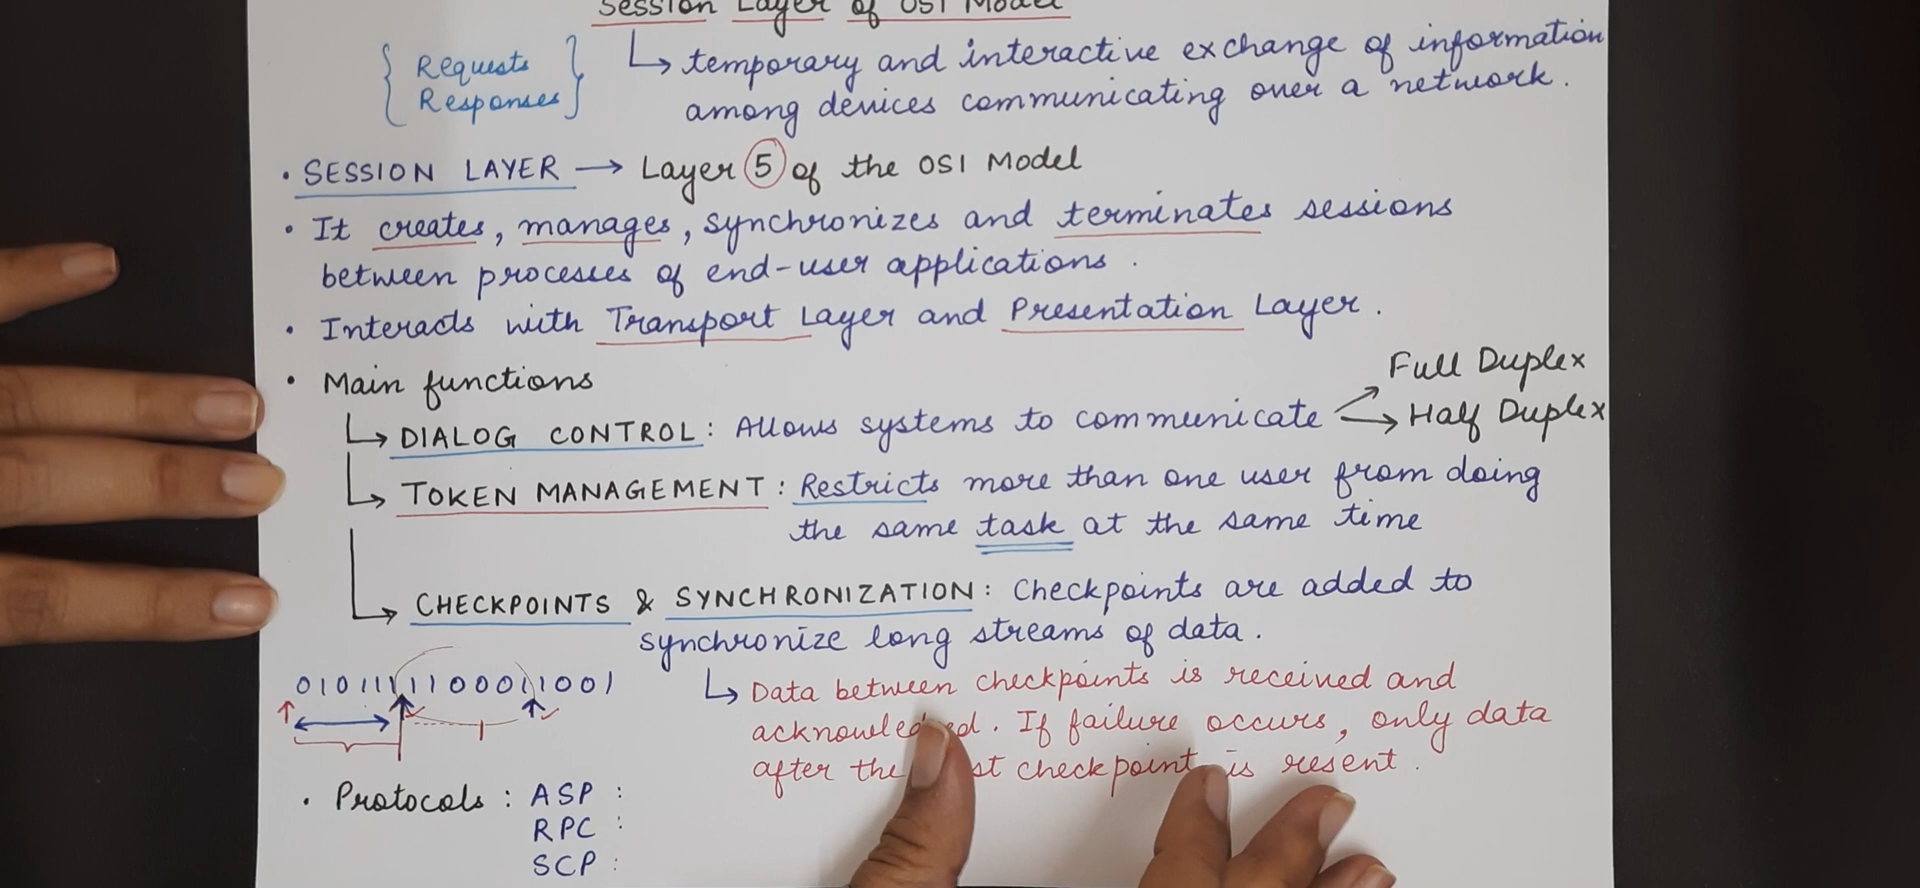 Session Layer of OSI Model
{ Requests
Responses }
↳ temporary and interactive exchange of information
among devices communicating over a network.
• SESSION LAYER → Layer 5 of the OSI Model
• It creates, manages, synchronizes and terminates sessions
between processes of end-user applications.
• Interacts with Transport Layer and Presentation Layer.
• Main functions
↳ DIALOG CONTROL : Allows systems to communicate
Full Duplex
Half Duplex
↳ TOKEN MANAGEMENT : Restricts more than one user from doing
the same task at the same time
↳ CHECKPOINTS & SYNCHRONIZATION : Checkpoints are added to
synchronize long streams of data.
↳ Data between checkpoints is received and
. If failure occurs, only data
after the checkpoint is resent.
• Protocols : ASP :
RPC :
SCP :